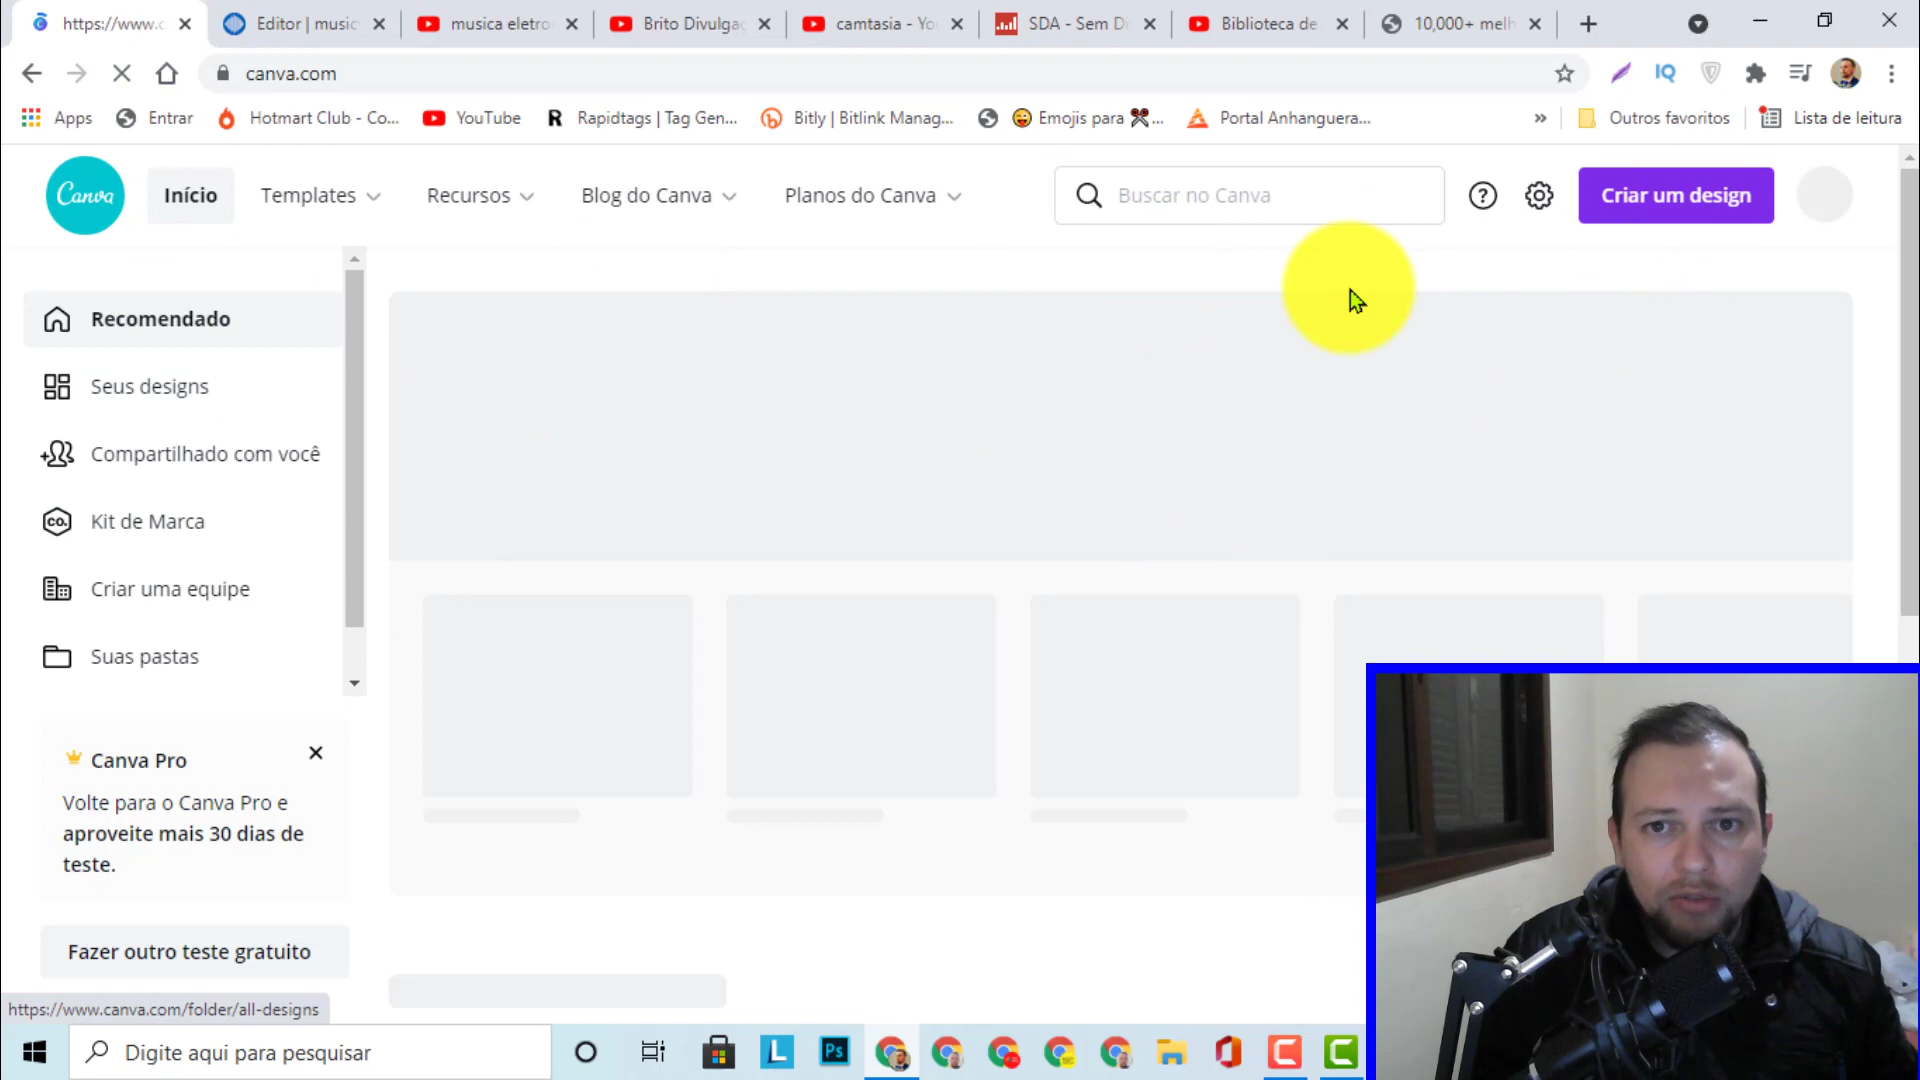 https://www.c
Editor | music
musica eletro
Brito Divulgaç
camtasia - Yo
SDA - Sem Di
Biblioteca de
10,000+ melh
canva.com
IQ
Apps
Entrar
Hotmart Club - Co...
YouTube
R
Rapidtags | Tag Gen...
Bitly | Bitlink Manag...
Emojis para ...
Portal Anhanguera...
»
Outros favoritos
Lista de leitura
Canva
Início
Templates
Recursos
Blog do Canva
Planos do Canva
Buscar no Canva
Criar um design
Recomendado
Seus designs
Compartilhado com você
CO.
Kit de Marca
Criar uma equipe
Suas pastas
Canva Pro
Volte para o Canva Pro e
aproveite mais 30 dias de
teste.
Fazer outro teste gratuito
https://www.canva.com/folder/all-designs
Digite aqui para pesquisar
L
Ps
C
C